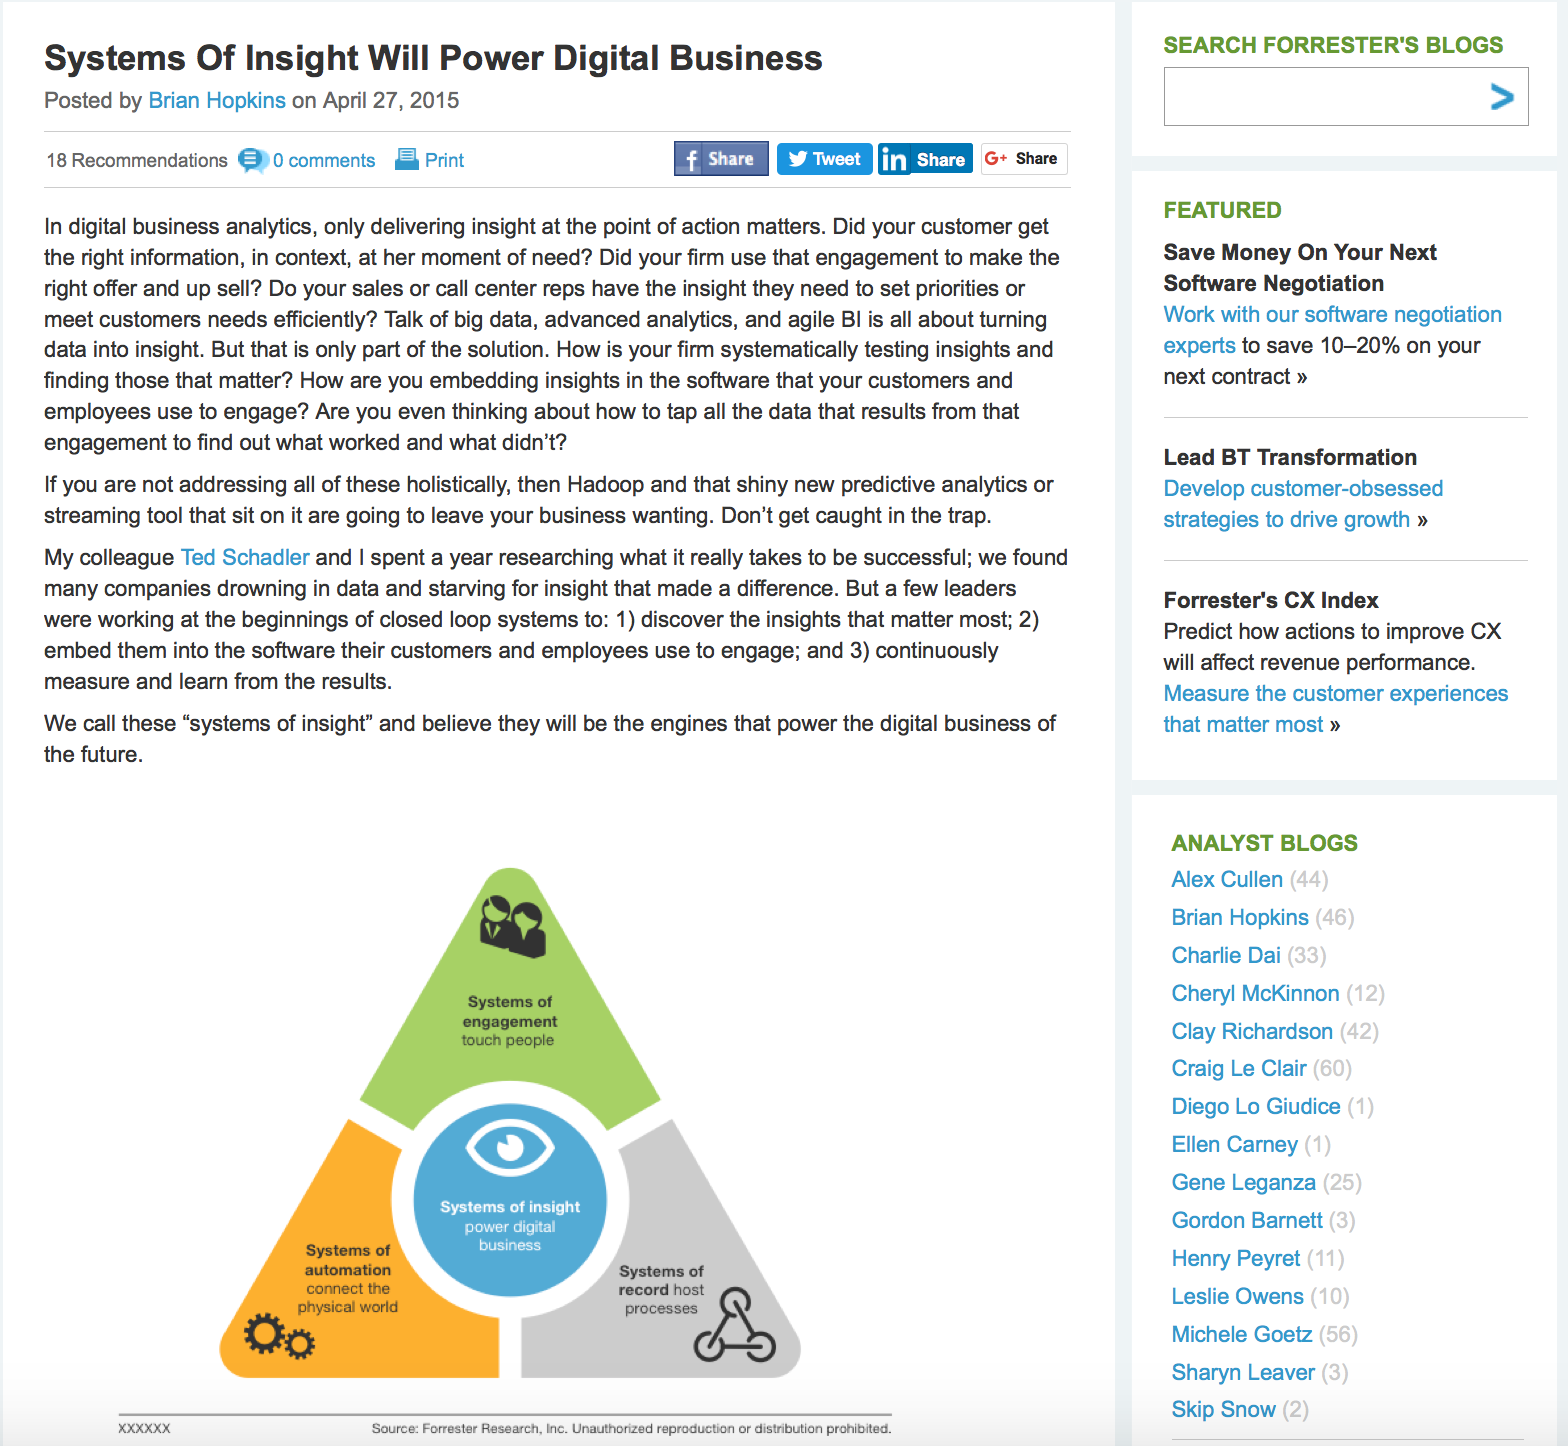 Systems Of Insight Will Power Digital Business
Posted by Brian Hopkins on April 27, 2015
18 Recommendations 0 comments Print
f Share Tweet in Share G+ Share
In digital business analytics, only delivering insight at the point of action matters. Did your customer get
the right information, in context, at her moment of need? Did your firm use that engagement to make the
right offer and up sell? Do your sales or call center reps have the insight they need to set priorities or
meet customers needs efficiently? Talk of big data, advanced analytics, and agile BI is all about turning
data into insight. But that is only part of the solution. How is your firm systematically testing insights and
finding those that matter? How are you embedding insights in the software that your customers and
employees use to engage? Are you even thinking about how to tap all the data that results from that
engagement to find out what worked and what didn’t?
If you are not addressing all of these holistically, then Hadoop and that shiny new predictive analytics or
streaming tool that sit on it are going to leave your business wanting. Don’t get caught in the trap.
My colleague Ted Schadler and I spent a year researching what it really takes to be successful; we found
many companies drowning in data and starving for insight that made a difference. But a few leaders
were working at the beginnings of closed loop systems to: 1) discover the insights that matter most; 2)
embed them into the software their customers and employees use to engage; and 3) continuously
measure and learn from the results.
We call these “systems of insight” and believe they will be the engines that power the digital business of
the future.
Systems of
engagement
touch people
Systems of insight
power digital
business
Systems of
automation
connect the
physical world
Systems of
record host
processes
XXXXXX
Source: Forrester Research, Inc. Unauthorized reproduction or distribution prohibited.
SEARCH FORRESTER'S BLOGS
>
FEATURED
Save Money On Your Next
Software Negotiation
Work with our software negotiation
experts to save 10–20% on your
next contract »
Lead BT Transformation
Develop customer-obsessed
strategies to drive growth »
Forrester's CX Index
Predict how actions to improve CX
will affect revenue performance.
Measure the customer experiences
that matter most »
ANALYST BLOGS
Alex Cullen (44)
Brian Hopkins (46)
Charlie Dai (33)
Cheryl McKinnon (12)
Clay Richardson (42)
Craig Le Clair (60)
Diego Lo Giudice (1)
Ellen Carney (1)
Gene Leganza (25)
Gordon Barnett (3)
Henry Peyret (11)
Leslie Owens (10)
Michele Goetz (56)
Sharyn Leaver (3)
Skip Snow (2)